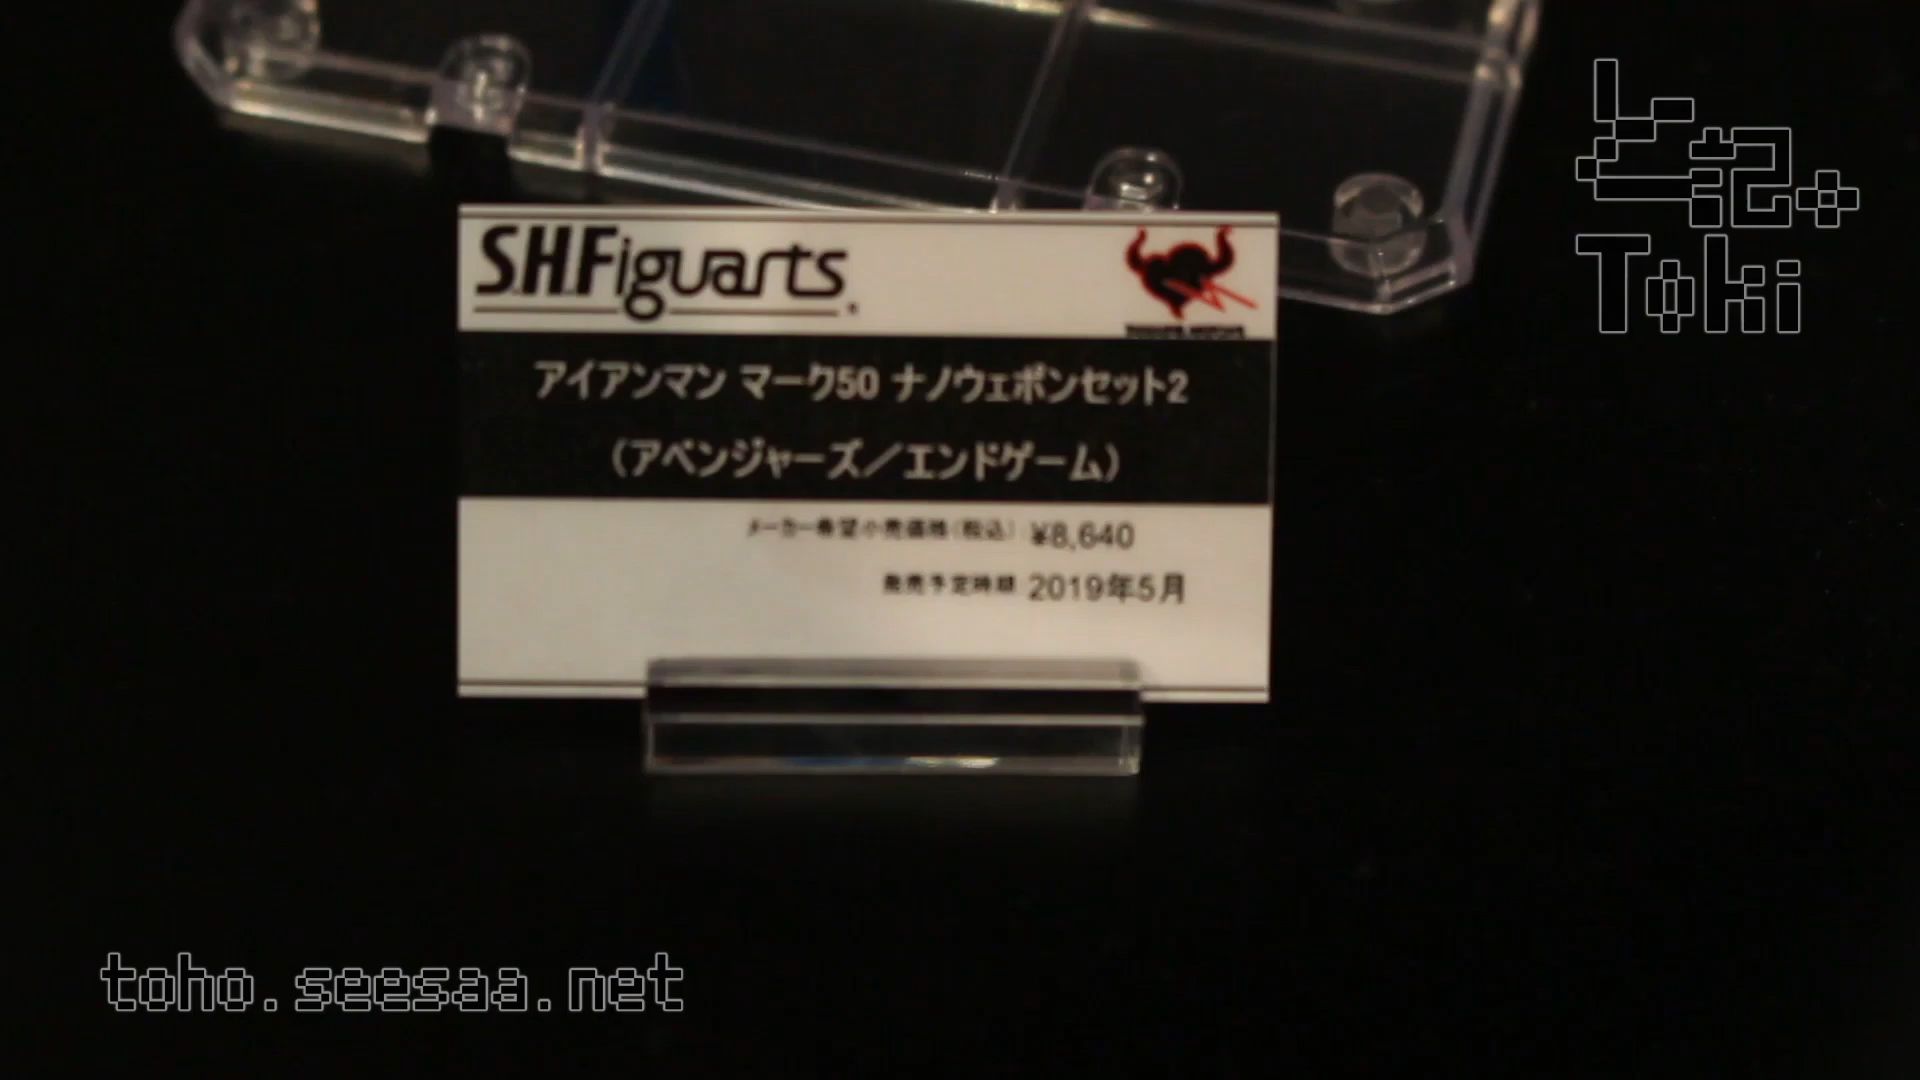 S.H.Figuarts
アイアンマン マーク50 ナノウェポンセット2
(アベンジャーズ／エンドゲーム)
メーカー希望小売価格(税込) ¥8,640
発売予定時期 2019年5月
と記+
Toki
toho.seesaa.net